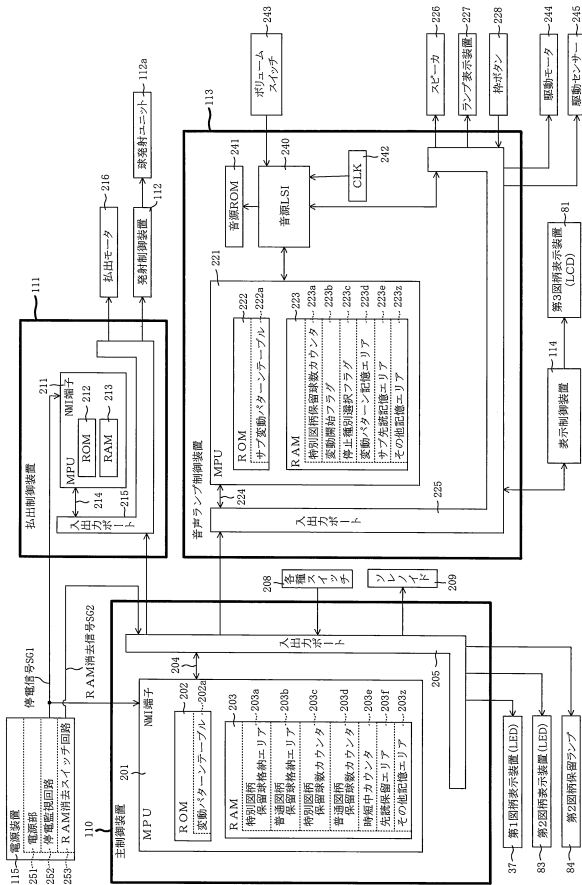 115
電源装置
251
電源部
252
停電監視回路
253
RAM消去スイッチ回路
停電信号SG1
RAM消去信号SG2
110
主制御装置
201
MPU
NMI端子
ROM
202
変動パターンテーブル
202a
RAM
203
特別図柄
保留球格納エリア
203a
普通図柄
保留球格納エリア
203b
特別図柄
保留球数カウンタ
203c
普通図柄
保留球数カウンタ
203d
時短中カウンタ
203e
先読保留エリア
203f
その他記憶エリア
203z
204
入出力ポート
205
各種スイッチ
208
ソレノイド
209
37
第1図柄表示装置(LED)
83
第2図柄表示装置(LED)
84
第2図柄保留ランプ
111
払出制御装置
211
MPU
NMI端子
ROM
212
RAM
213
214
入出力ポート
215
払出モータ
216
発射制御装置
112
球発射ユニット
112a
113
音声ランプ制御装置
221
MPU
ROM
222
サブ変動パターンテーブル
222a
RAM
223
特別図柄保留球数カウンタ
223a
変動開始フラグ
223b
停止種別選択フラグ
223c
変動パターン記憶エリア
223d
サブ先読記憶エリア
223e
その他記憶エリア
223z
224
入出力ポート
225
音源ROM
241
音源LSI
240
CLK
242
ボリューム
スイッチ
243
スピーカ
226
ランプ表示装置
227
枠ボタン
228
駆動モータ
244
駆動センサー
245
表示制御装置
114
第3図柄表示装置
(LCD)
81